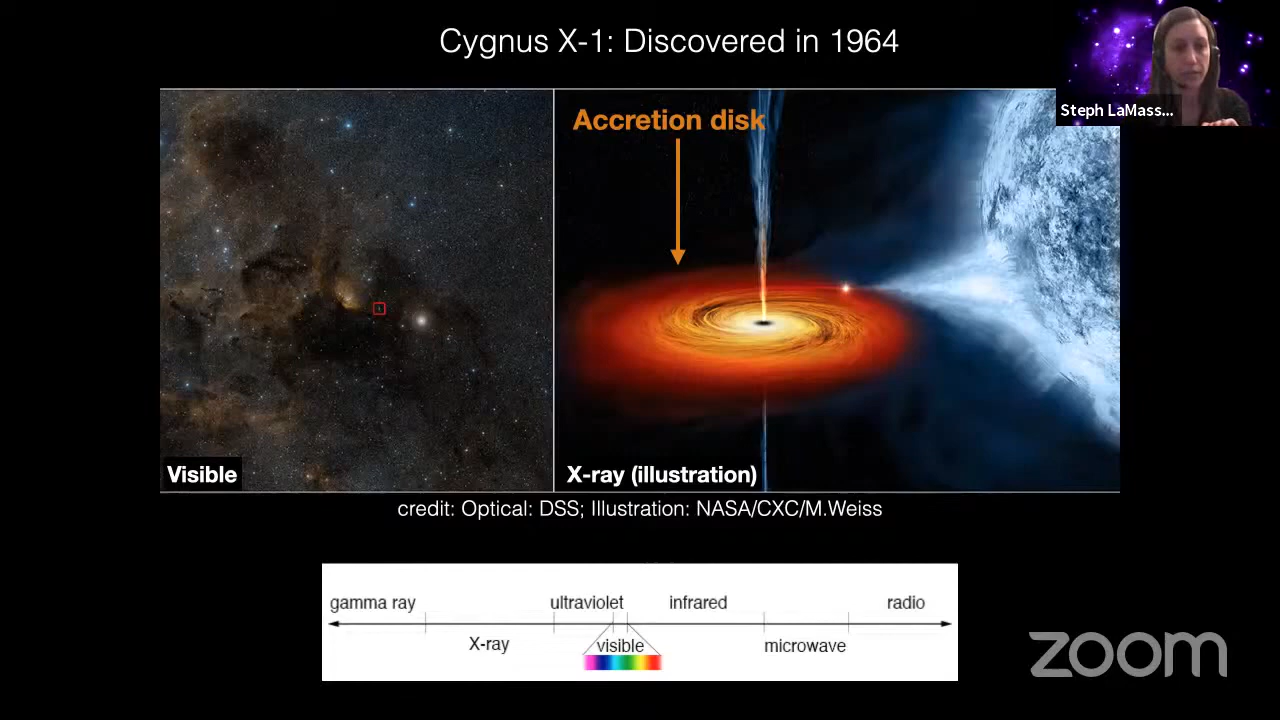 Cygnus X-1: Discovered in 1964
Steph LaMass...
Accretion disk
Visible
X-ray (illustration)
credit: Optical: DSS; Illustration: NASA/CXC/M.Weiss
gamma ray
ultraviolet
infrared
radio
X-ray
visible
microwave
zoom